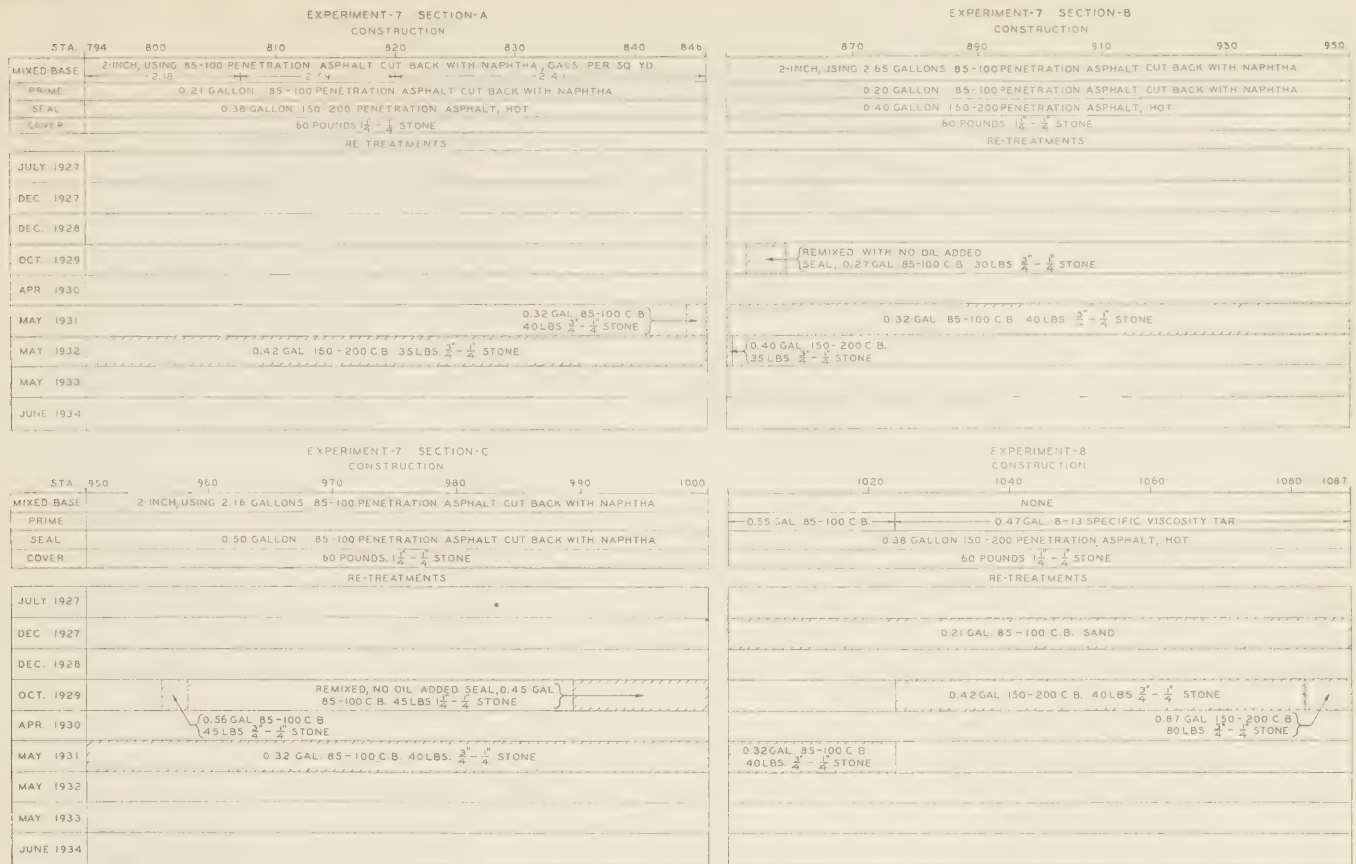 EXPERIMENT-7 SECTION-A
CONSTRUCTION
STA. 794 800 810 820 830 840 846
MIXED BASE 2-INCH, USING 85-100 PENETRATION ASPHALT CUT BACK WITH NAPHTHA, GALS. PER SQ YD.
2.18
PRIME 0.21 GALLON 85-100 PENETRATION ASPHALT CUT BACK WITH NAPHTHA
SEAL 0.38 GALLON 150-200 PENETRATION ASPHALT, HOT
COVER 60 POUNDS 1 1/4" - 1/4" STONE
RE-TREATMENTS
JULY 1927
DEC 1927
DEC. 1928
OCT. 1929
APR 1930
MAY 1931 0.32 GAL. 85-100 C B
40 LBS 3/4" - 1/4" STONE
MAY 1932 0.42 GAL 150-200 C B 35 LBS. 3/4" - 1/4" STONE
MAY 1933
JUNE 1934
EXPERIMENT-7 SECTION-B
CONSTRUCTION
870 890 910 930 950
2-INCH, USING 2 65 GALLONS 85-100 PENETRATION ASPHALT CUT BACK WITH NAPHTHA
0 20 GALLON 85-100 PENETRATION ASPHALT CUT BACK WITH NAPHTHA
0 40 GALLON 150-200 PENETRATION ASPHALT, HOT
60 POUNDS 1 1/4" - 1/4" STONE
RE-TREATMENTS
REMIXED WITH NO OIL ADDED
SEAL, 0.27 GAL 85-100 C B 30 LBS 3/4" - 1/4" STONE
0.32 GAL 85-100 C B 40 LBS 3/4" - 1/4" STONE
0.40 GAL. 150-200 C B.
35 LBS. 3/4" - 1/4" STONE
EXPERIMENT-7 SECTION-C
CONSTRUCTION
STA 950 960 970 980 990 1000
MIXED BASE 2-INCH, USING 2.16 GALLONS 85-100 PENETRATION ASPHALT CUT BACK WITH NAPHTHA
PRIME
SEAL 0.50 GALLON 85-100 PENETRATION ASPHALT CUT BACK WITH NAPHTHA
COVER 60 POUNDS, 1 1/4" - 1/4" STONE
RE-TREATMENTS
JULY 1927
DEC 1927
DEC. 1928
OCT. 1929 REMIXED, NO OIL ADDED SEAL, 0.45 GAL
85-100 C B. 45 LBS 1 1/4" - 1/4" STONE
APR. 1930 0.56 GAL 85-100 C B.
45 LBS 3/4" - 1/4" STONE
MAY 1931 0 32 GAL. 85-100 C B. 40 LBS. 3/4" - 1/4" STONE
MAY 1932
MAY 1933
JUNE 1934
EXPERIMENT-8
CONSTRUCTION
1020 1040 1060 1080 1087
NONE
0.55 GAL 85-100 C B. 0.47 GAL 8-13 SPECIFIC VISCOSITY TAR
0 38 GALLON 150-200 PENETRATION ASPHALT, HOT
60 POUNDS 1 1/4" - 1/4" STONE
RE-TREATMENTS
0.21 GAL. 85-100 C.B. SAND
0.42 GAL 150-200 C B. 40 LBS 3/4" - 1/4" STONE
0.87 GAL 150-200 C.B
80 LBS. 3/4" - 1/4" STONE
0.32 GAL. 85-100 C B
40 LBS. 3/4" - 1/4" STONE